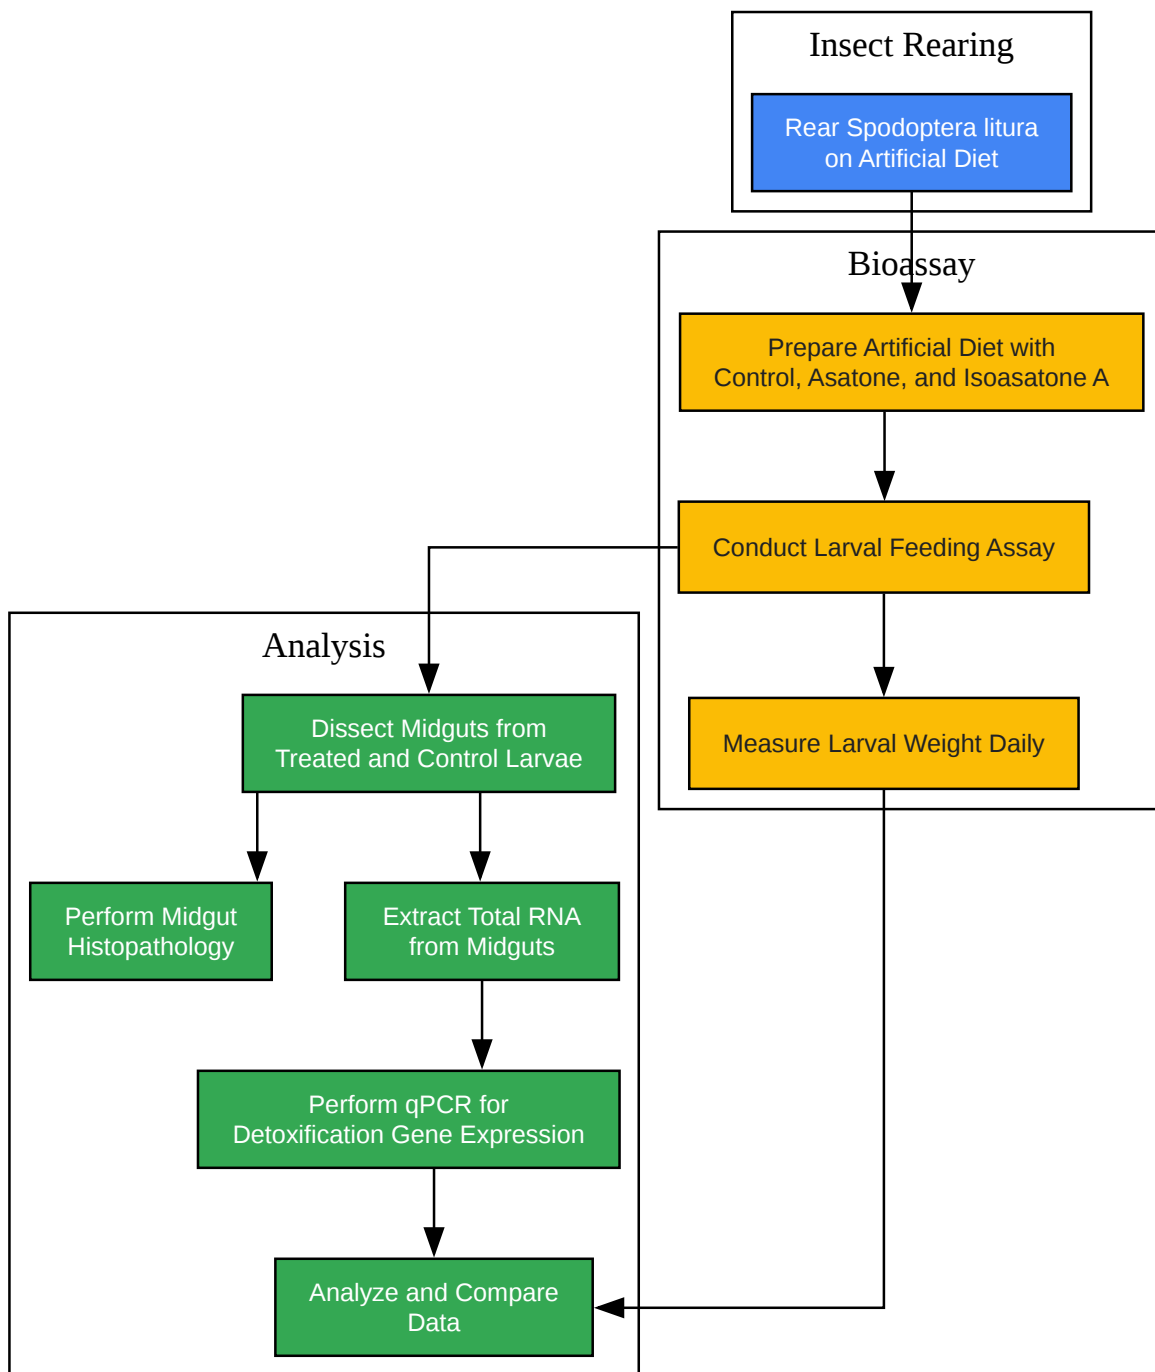 Insect Rearing
Rear Spodoptera litura
on Artificial Diet
Bioassay
Prepare Artificial Diet with
Control, Asatone, and Isoasatone A
Conduct Larval Feeding Assay
Measure Larval Weight Daily
Analysis
Dissect Midguts from
Treated and Control Larvae
Perform Midgut
Histopathology
Extract Total RNA
from Midguts
Perform qPCR for
Detoxification Gene Expression
Analyze and Compare
Data